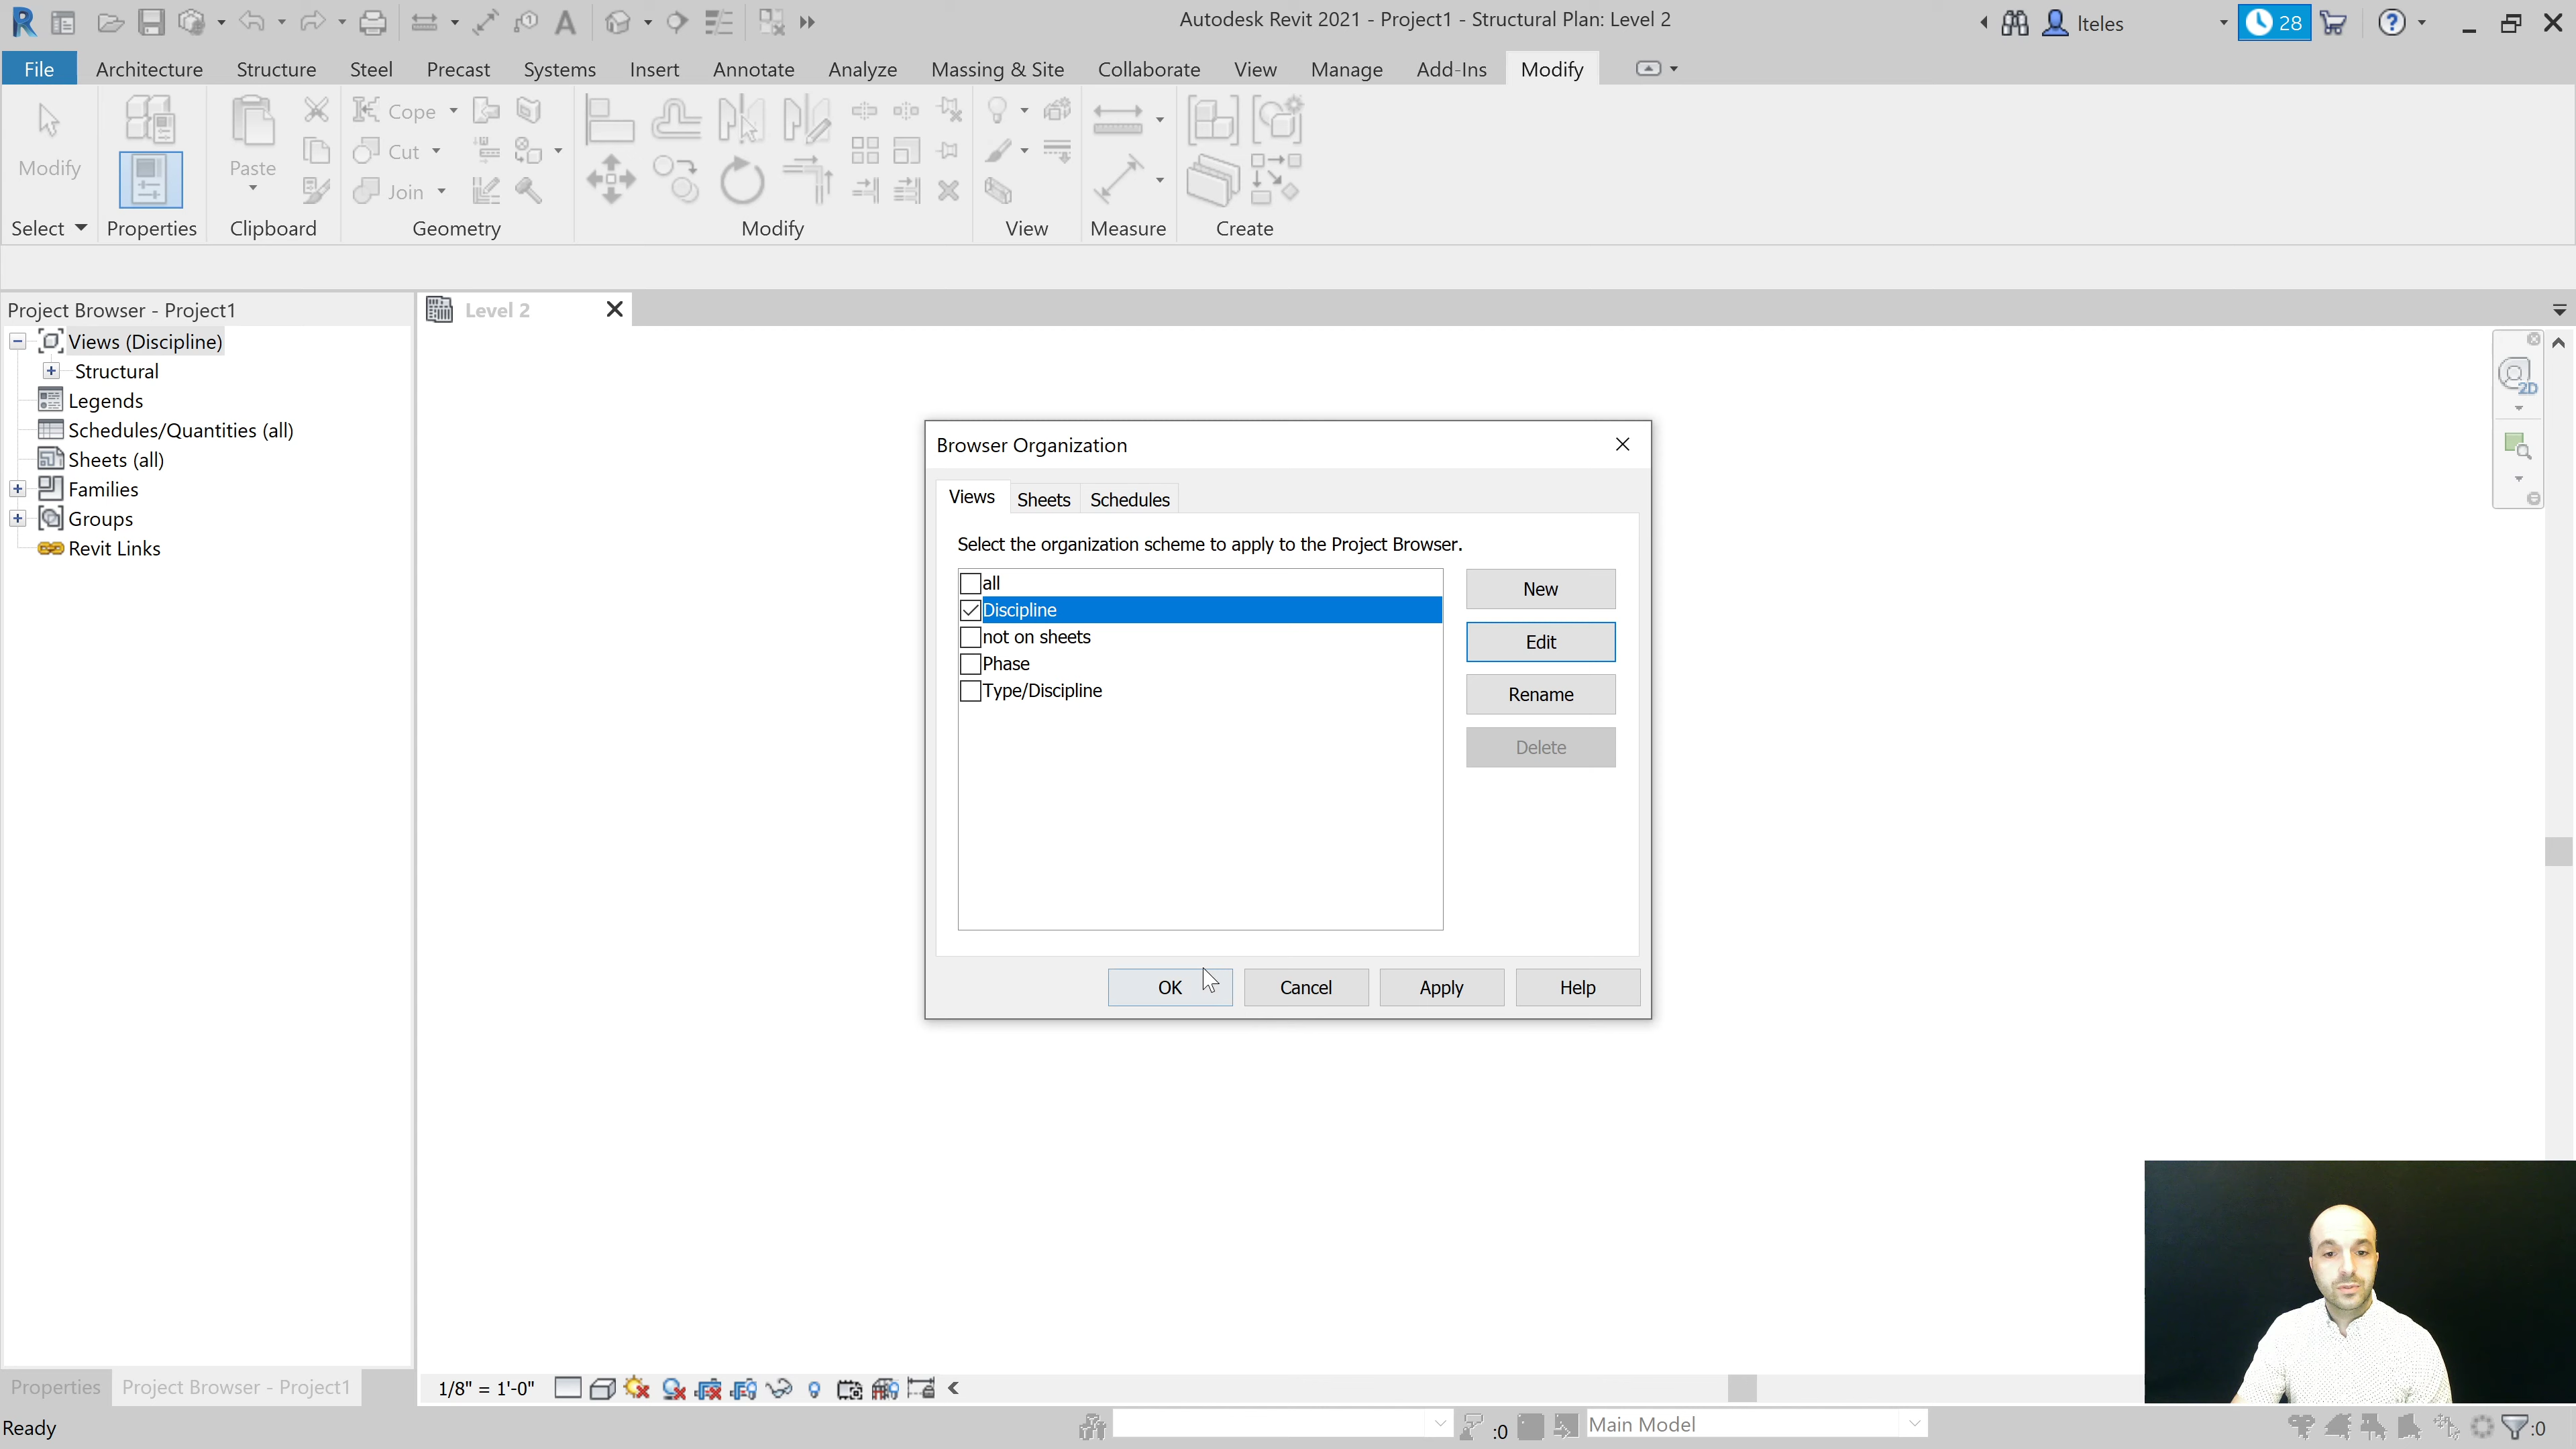 Autodesk Revit 2021 - Project1 - Structural Plan: Level 2
lteles
28
File Architecture Structure Steel Precast Systems Insert Annotate Analyze Massing & Site Collaborate View Manage Add-Ins Modify
Modify
Paste
Cope
Cut
Join
Select Properties Clipboard Geometry Modify View Measure Create
Project Browser - Project1
Level 2
Views (Discipline)
Structural
Legends
Schedules/Quantities (all)
Sheets (all)
Families
Groups
Revit Links
2D
Browser Organization
Views Sheets Schedules
Select the organization scheme to apply to the Project Browser.
all
Discipline
not on sheets
Phase
Type/Discipline
New
Edit
Rename
Delete
OK Cancel Apply Help
Properties Project Browser - Project1
1/8" = 1'-0"
Ready
:0
Main Model
:0